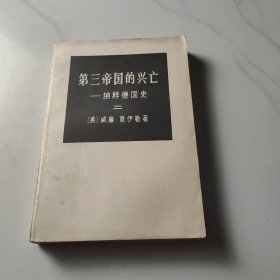 第三帝国的兴亡
——纳粹德国史
二
〔美〕威廉 夏伊勒著